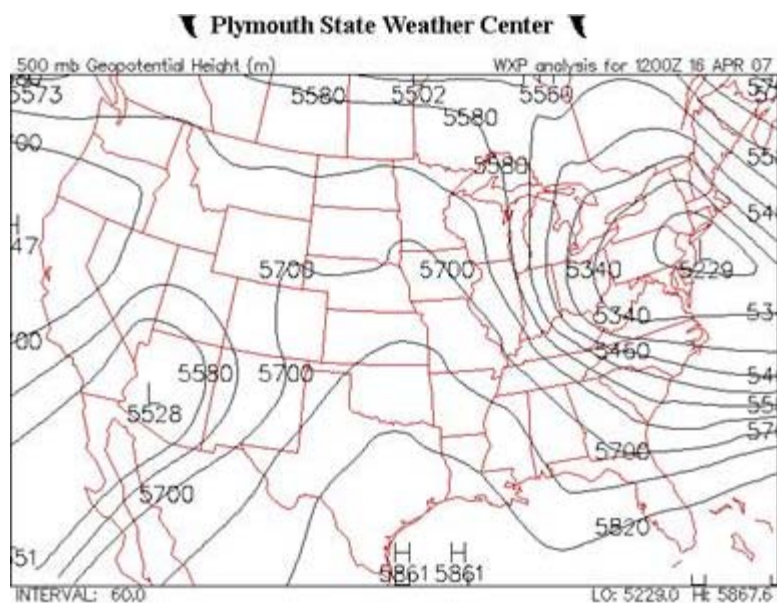 Plymouth State Weather Center
500 mb Geopotential Height (m) WXP analysis for 1200Z 16 APR 07
5573 5580 5502 5560
5580
5580
H
47 5700 5700 5340 5229
5340
5460
5580 5700
L
5528
5700
5700
5820
51 H H
5861 5861
INTERVAL: 60.0 LO: 5229.0 HI: 5867.6